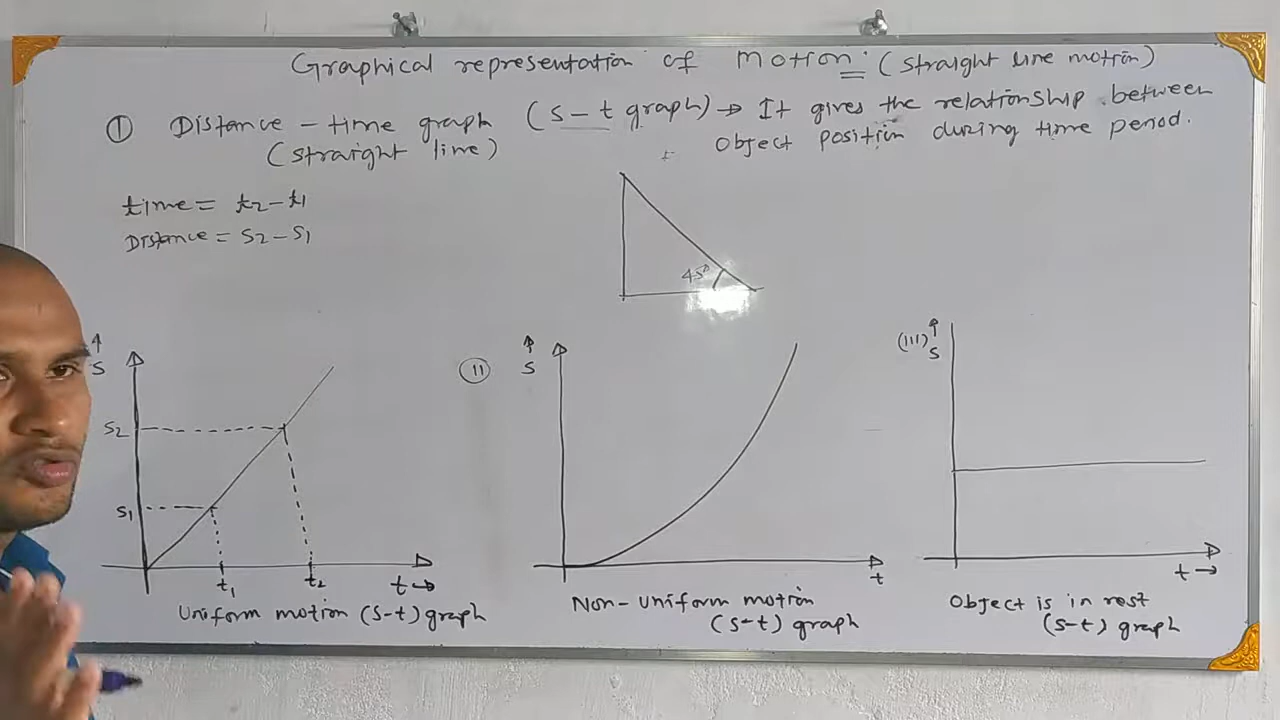 Graphical representation of motion: (straight line motion)
① Distance - time graph (s - t graph) → It gives the relationship between
(straight line)
object position during time period.
time = t₂ - t₁
Distance = s₂ - s₁
45°
s
s₂
s₁
t₁
t₂
t →
Uniform motion (s-t) graph
(ii)
s
t
Non-uniform motion
(s-t) graph
(iii)
s
t →
Object is in rest
(s-t) graph